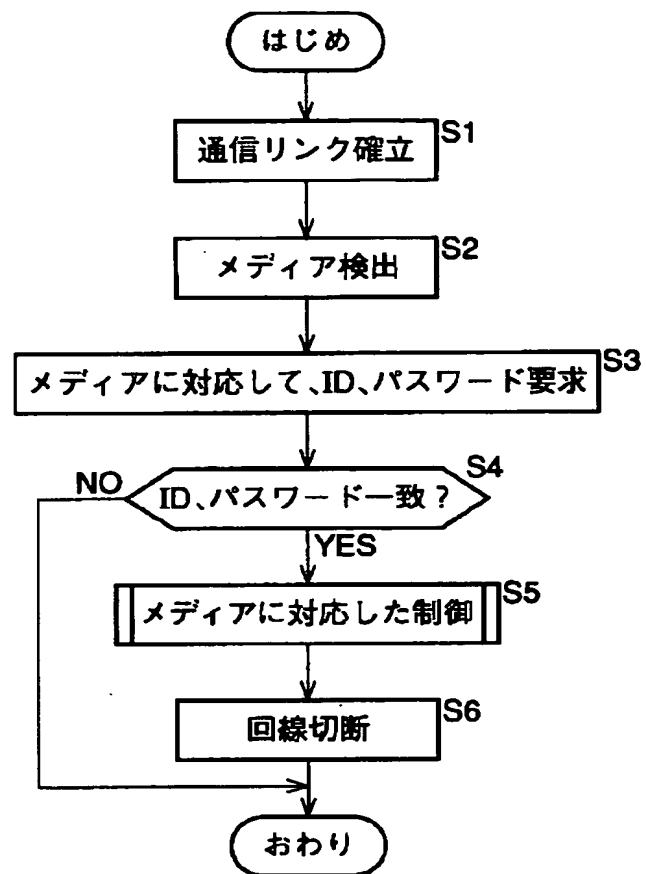 はじめ
通信リンク確立
S1
メディア検出
S2
メディアに対応して、ID、パスワード要求
S3
ID、パスワード一致？
S4
NO
YES
メディアに対応した制御
S5
回線切断
S6
おわり